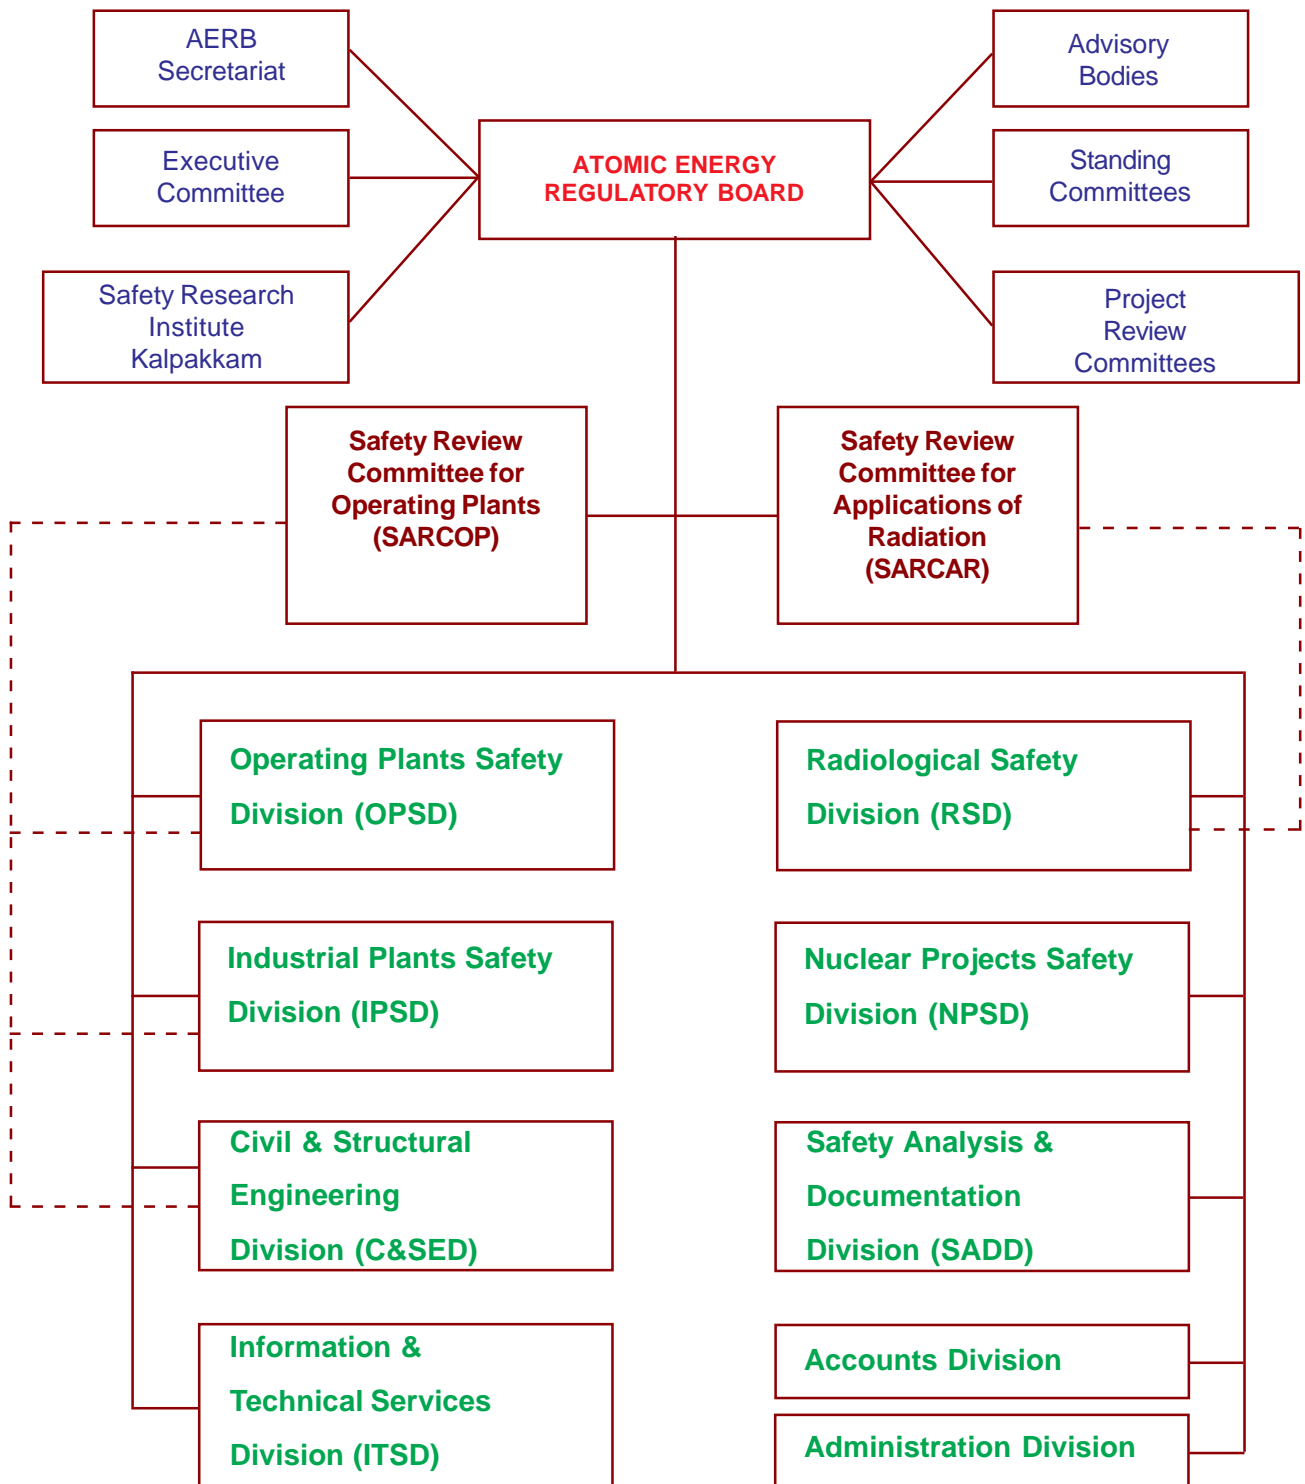 AERB
Secretariat
Advisory
Bodies
Executive
Committee
ATOMIC ENERGY
REGULATORY BOARD
Standing
Committees
Safety Research
Institute
Kalpakkam
Project
Review
Committees
Safety Review
Committee for
Operating Plants
(SARCOP)
Safety Review
Committee for
Applications of
Radiation
(SARCAR)
Operating Plants Safety
Division (OPSD)
Radiological Safety
Division (RSD)
Industrial Plants Safety
Division (IPSD)
Nuclear Projects Safety
Division (NPSD)
Civil & Structural
Engineering
Division (C&SED)
Safety Analysis &
Documentation
Division (SADD)
Information &
Technical Services
Division (ITSD)
Accounts Division
Administration Division